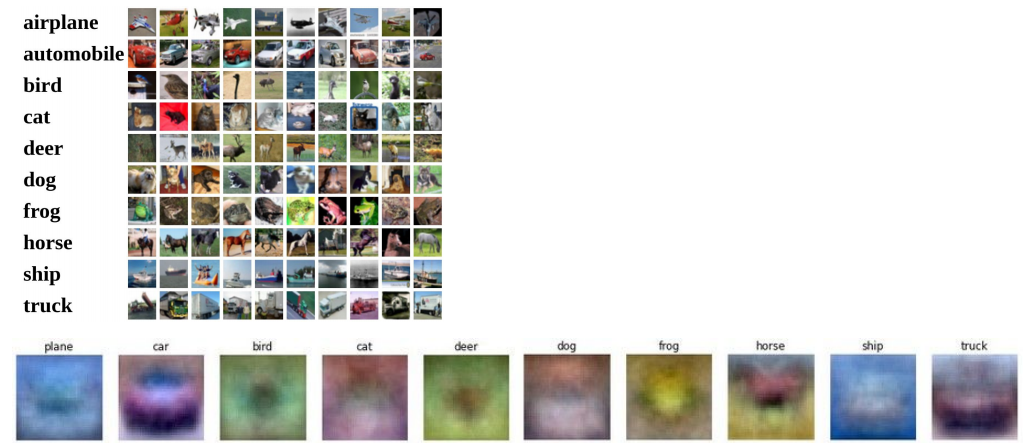 airplane
automobile
bird
cat
deer
dog
frog
horse
ship
truck
plane car bird cat deer dog frog horse ship truck